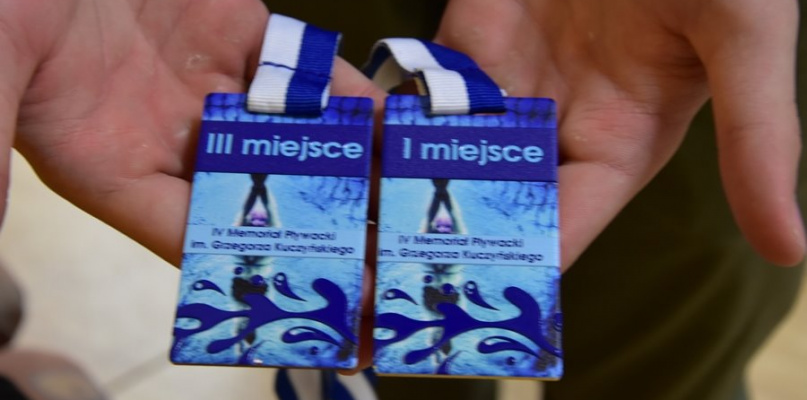 III miejsce
IV Memoriał Pływacki
im. Grzegorza Kuczyńskiego
I miejsce
IV Memoriał Pływacki
im. Grzegorza Kuczyńskiego